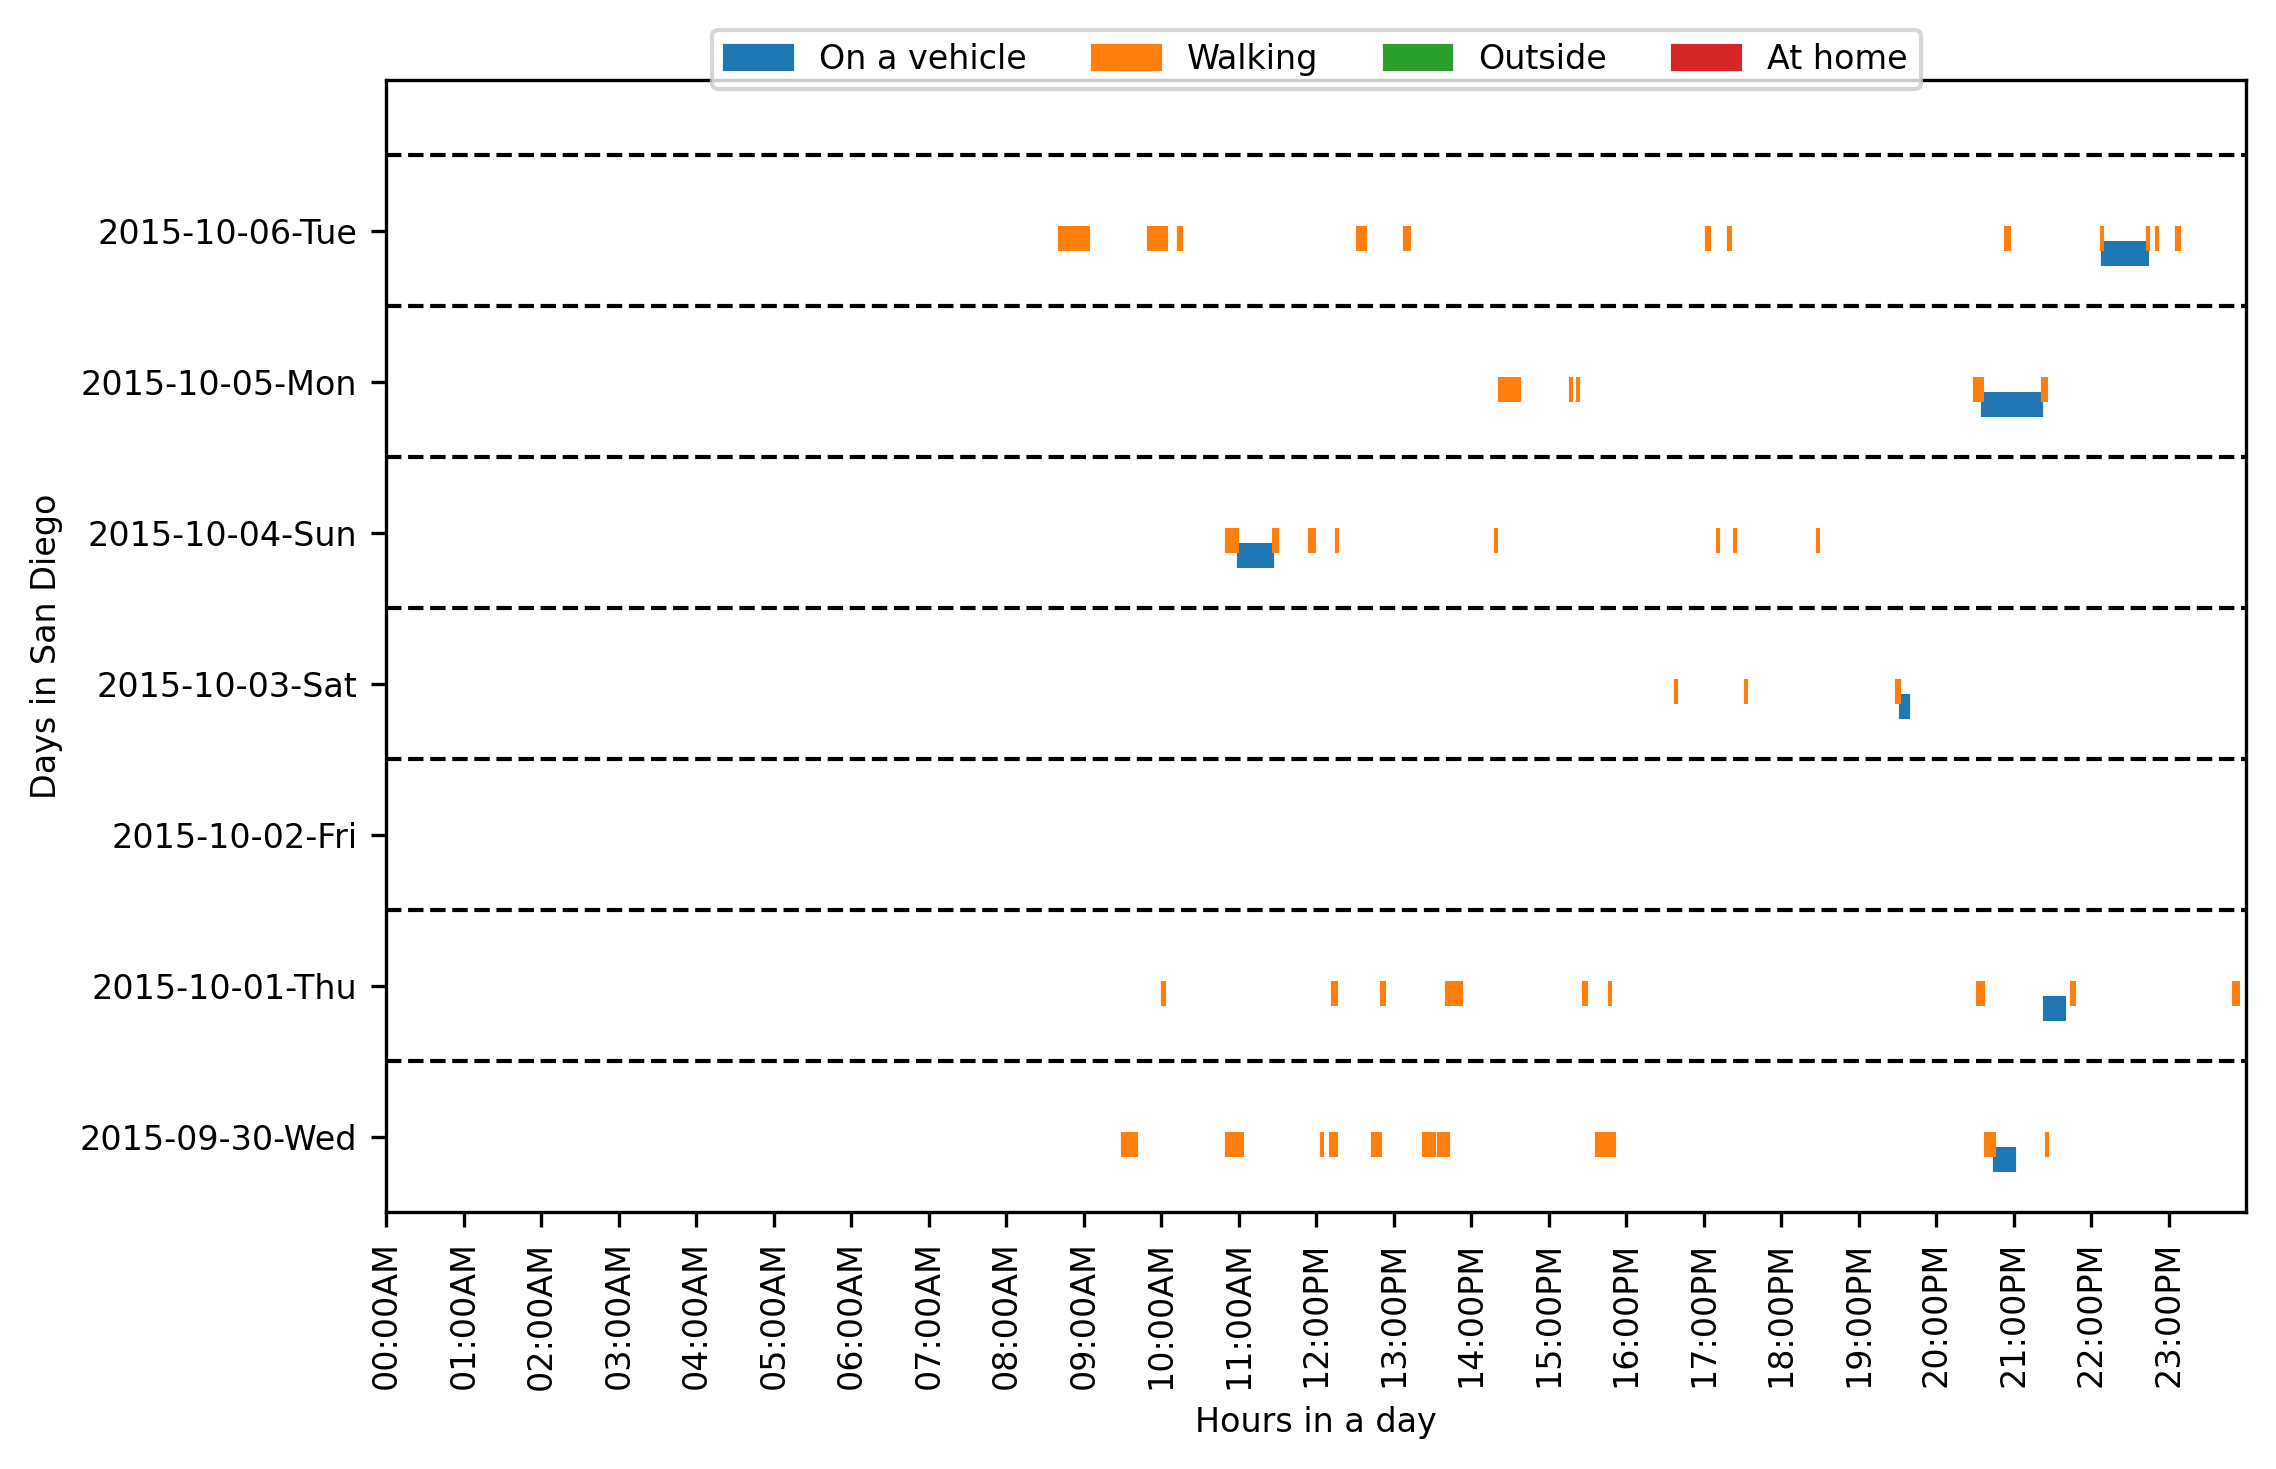 On a vehicle Walking Outside At home
2015-10-06-Tue
2015-10-05-Mon
2015-10-04-Sun
2015-10-03-Sat
2015-10-02-Fri
2015-10-01-Thu
2015-09-30-Wed
Days in San Diego
00:00AM
01:00AM
02:00AM
03:00AM
04:00AM
05:00AM
06:00AM
07:00AM
08:00AM
09:00AM
10:00AM
11:00AM
12:00PM
13:00PM
14:00PM
15:00PM
16:00PM
17:00PM
18:00PM
19:00PM
20:00PM
21:00PM
22:00PM
23:00PM
Hours in a day